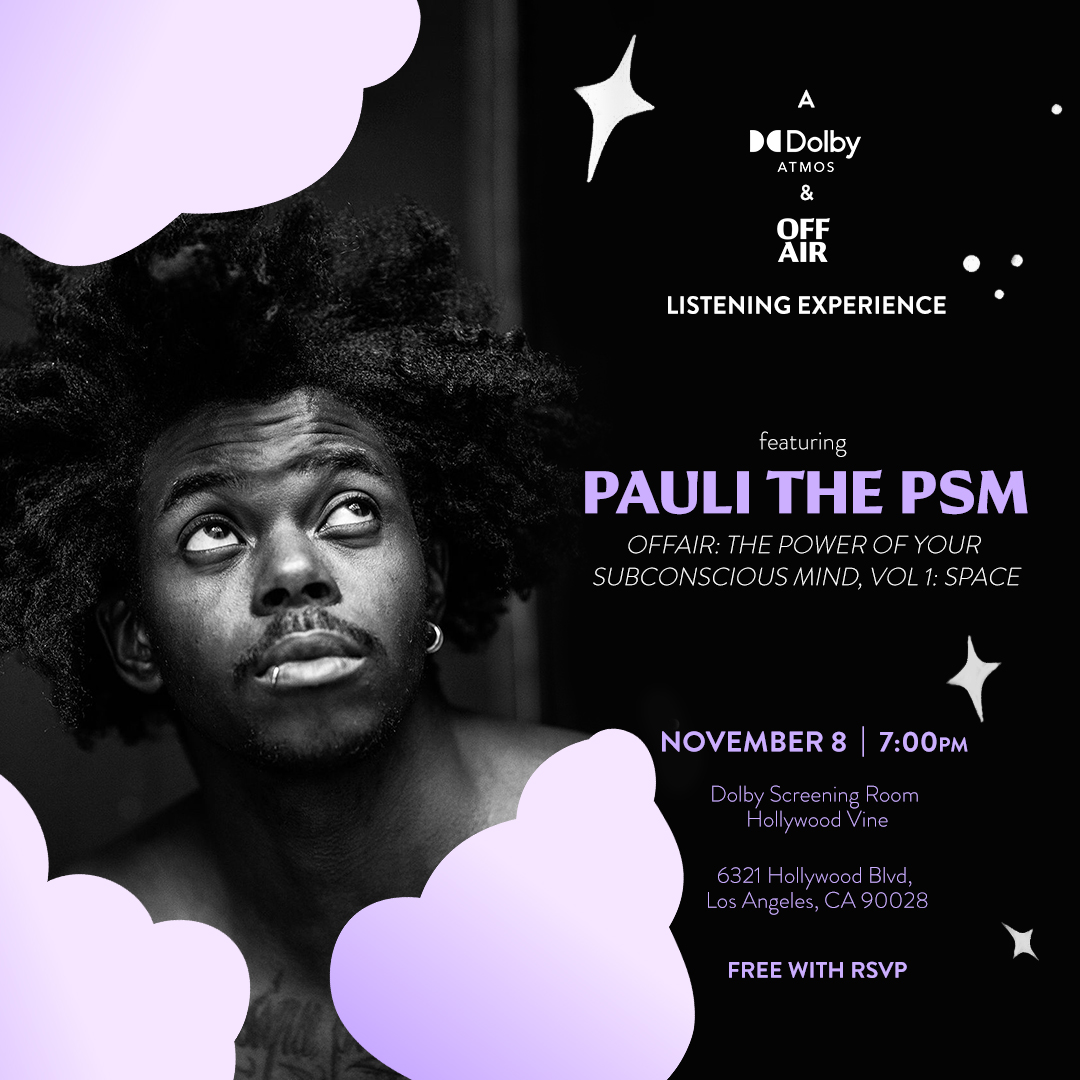 A
Dolby
ATMOS
&
OFF
AIR
LISTENING EXPERIENCE
featuring
PAULI THE PSM
OFFAIR: THE POWER OF YOUR
SUBCONSCIOUS MIND, VOL 1: SPACE
NOVEMBER 8 | 7:00PM
Dolby Screening Room
Hollywood Vine
6321 Hollywood Blvd,
Los Angeles, CA 90028
FREE WITH RSVP